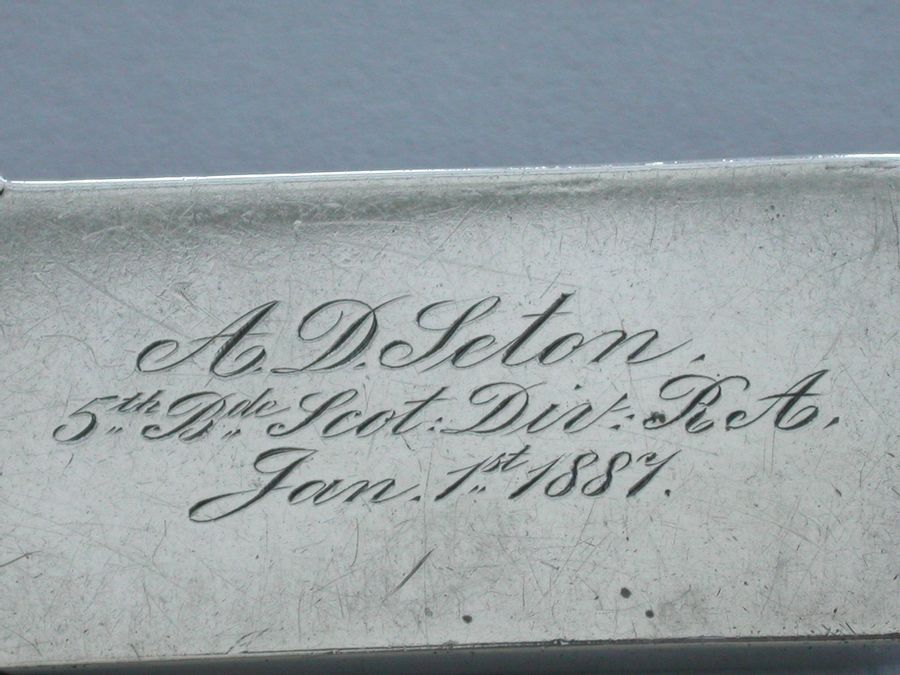 A.D. Seton.
5th Bde Scot: Div: R.A.
Jan. 1st 1887.